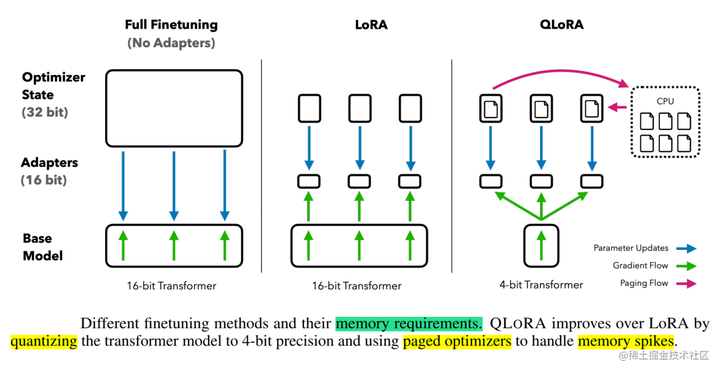 Full Finetuning
(No Adapters)
LoRA
QLoRA
Optimizer
State
(32 bit)
CPU
Adapters
(16 bit)
Base
Model
Parameter Updates
Gradient Flow
Paging Flow
16-bit Transformer
16-bit Transformer
4-bit Transformer
Different finetuning methods and their memory requirements. QLORA improves over LoRA by
quantizing the transformer model to 4-bit precision and using paged optimizers to handle memory spikes.
@稀土掘金技术社区